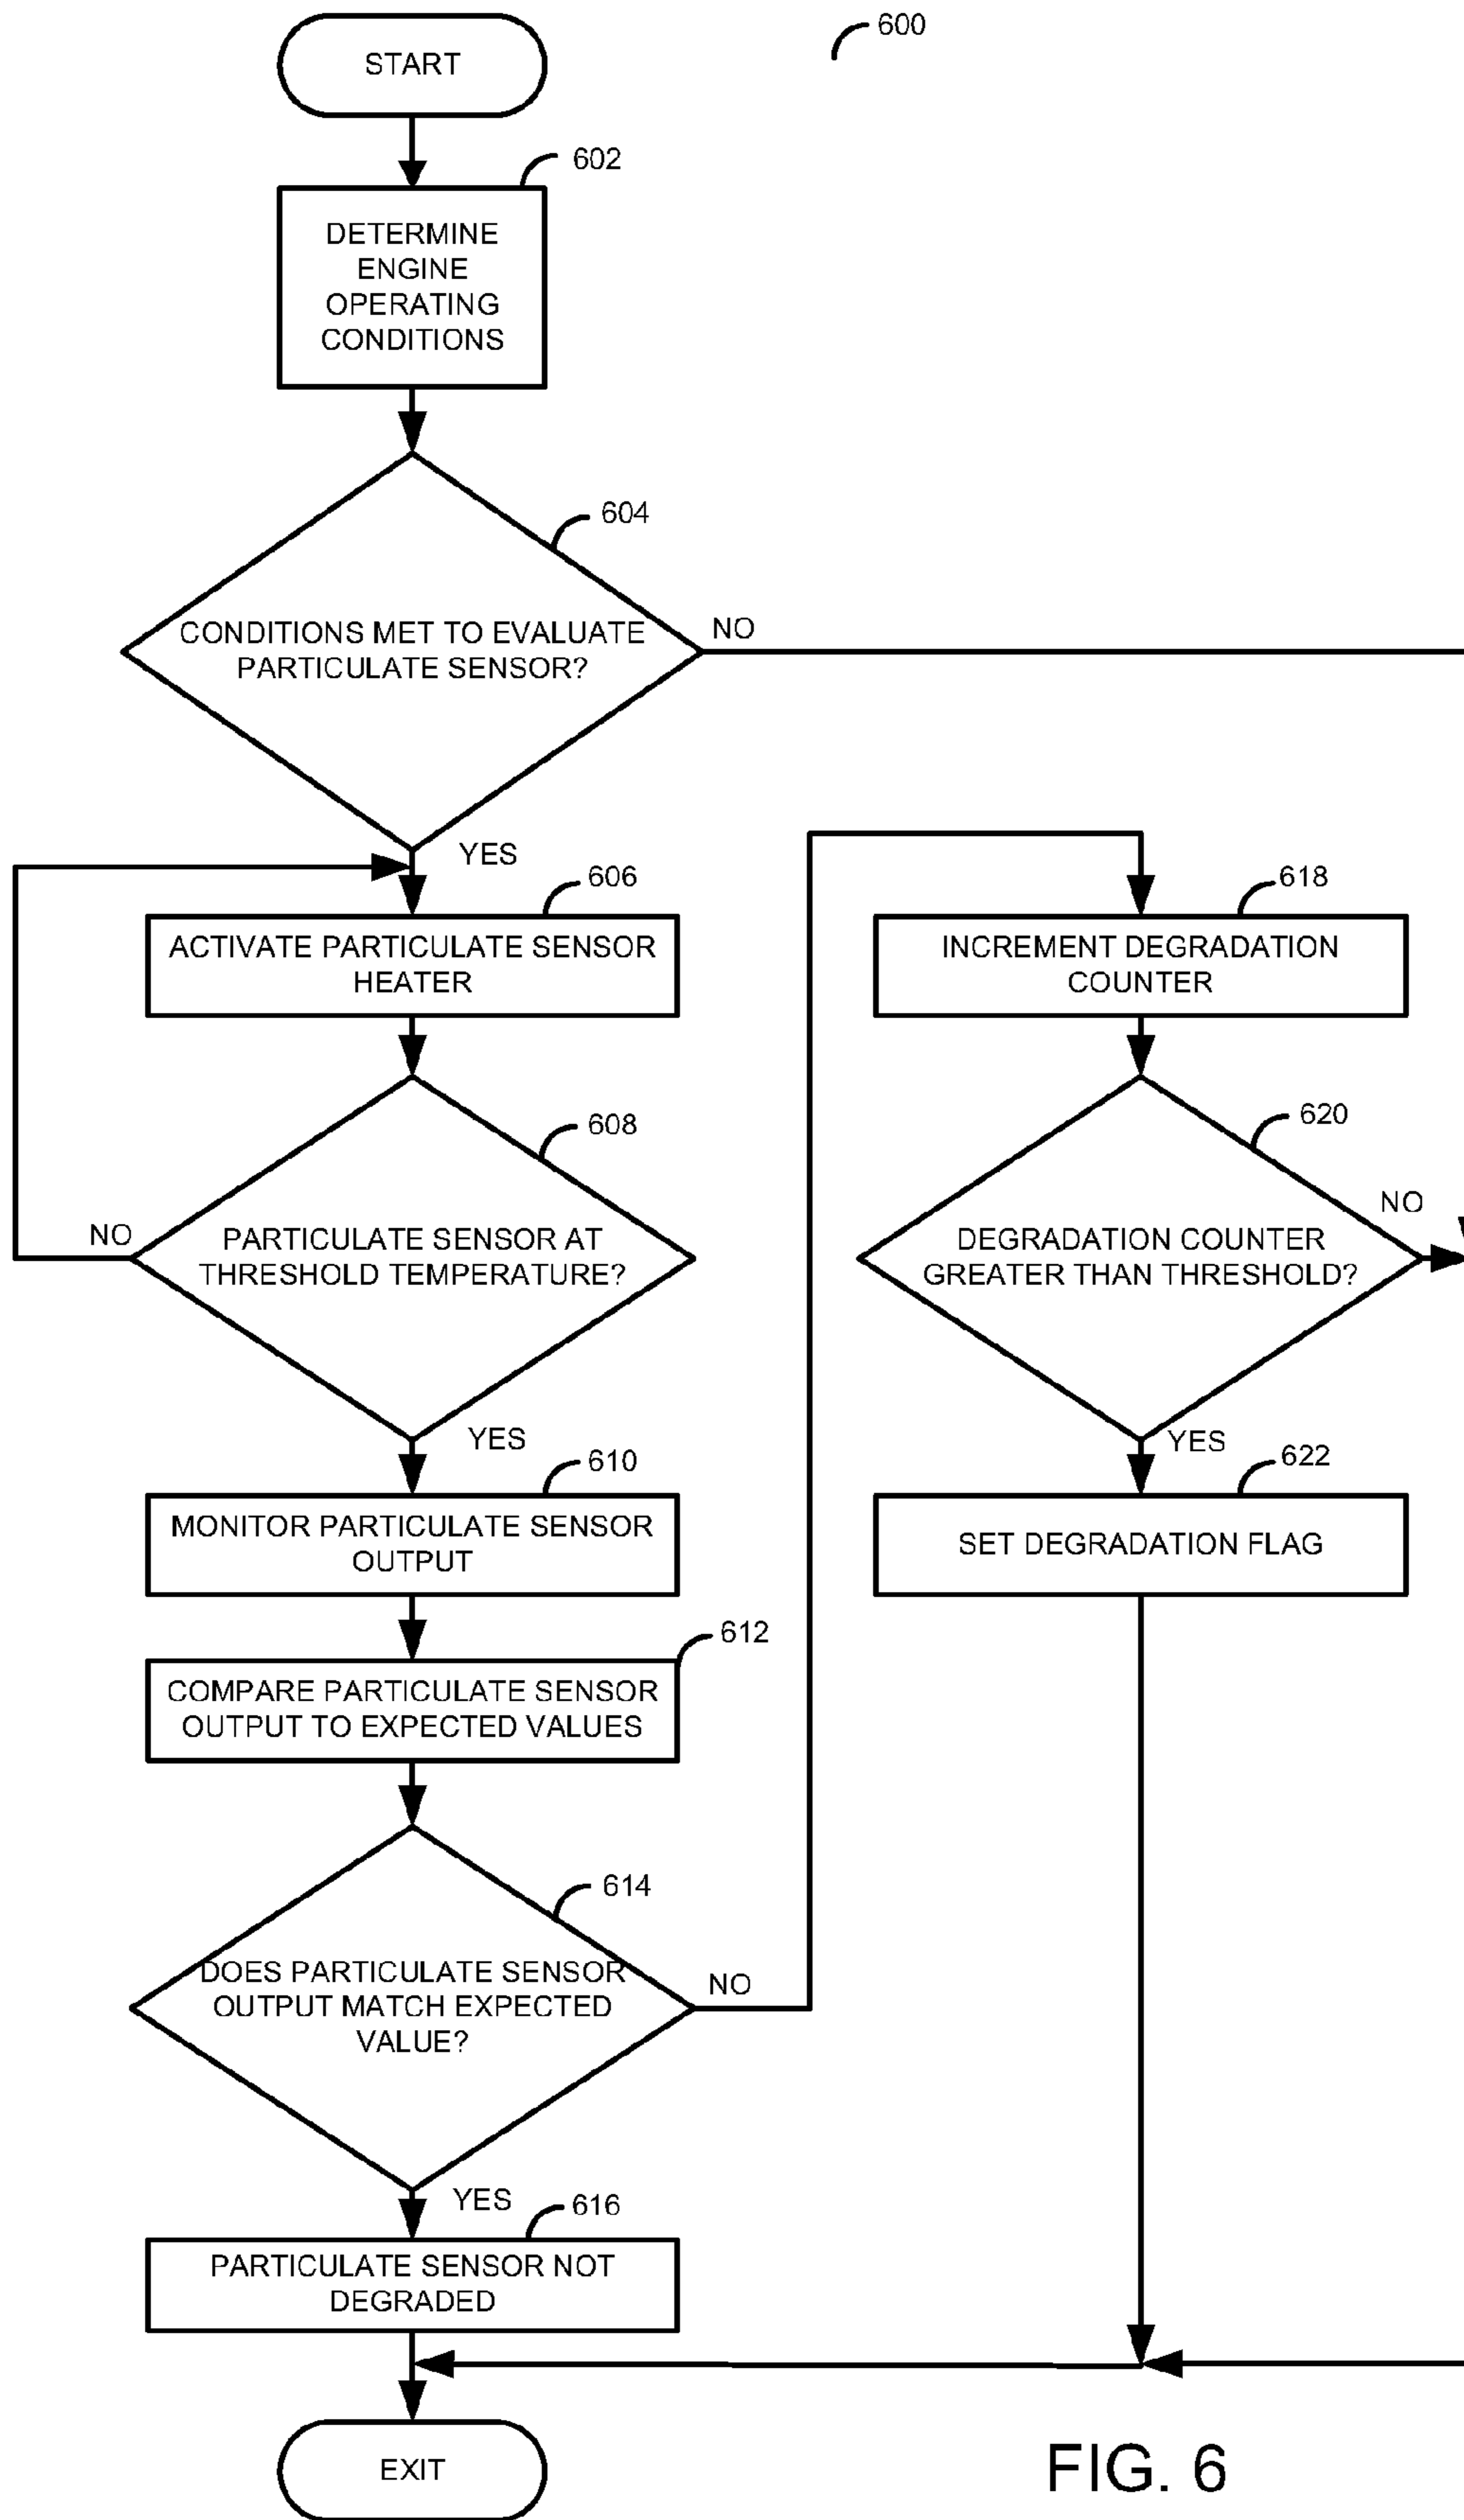 600
START
602
DETERMINE
ENGINE
OPERATING
CONDITIONS
604
CONDITIONS MET TO EVALUATE
PARTICULATE SENSOR?
NO
YES
606
ACTIVATE PARTICULATE SENSOR
HEATER
608
PARTICULATE SENSOR AT
THRESHOLD TEMPERATURE?
NO
YES
610
MONITOR PARTICULATE SENSOR
OUTPUT
612
COMPARE PARTICULATE SENSOR
OUTPUT TO EXPECTED VALUES
614
DOES PARTICULATE SENSOR
OUTPUT MATCH EXPECTED
VALUE?
NO
YES
616
PARTICULATE SENSOR NOT
DEGRADED
618
INCREMENT DEGRADATION
COUNTER
620
DEGRADATION COUNTER
GREATER THAN THRESHOLD?
NO
YES
622
SET DEGRADATION FLAG
EXIT
FIG. 6